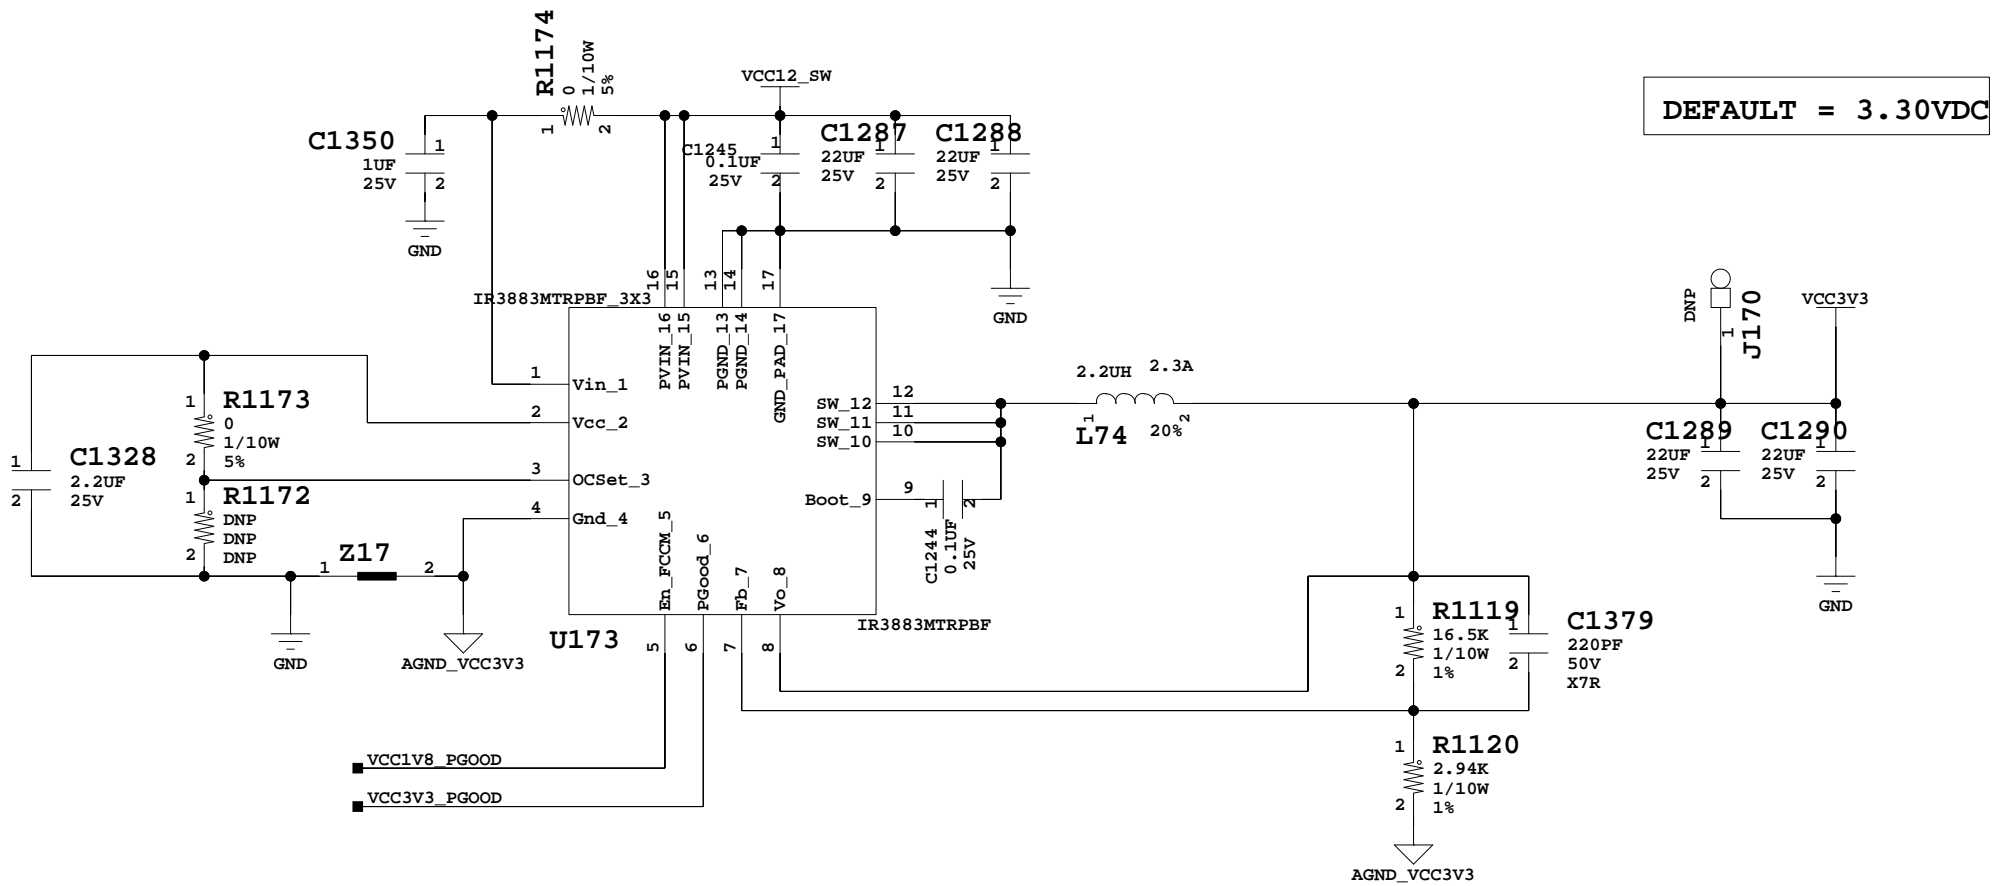 R1174
0
1/10W
5%
1
2
VCC12_SW
DEFAULT = 3.30VDC
C1350
1UF
25V
1
2
GND
C1245
0.1UF
25V
1
2
C1287
22UF
25V
1
2
C1288
22UF
25V
1
2
GND
IR3883MTRPBF_3X3
16
15
13
14
17
PVIN_16
PVIN_15
PGND_13
PGND_14
GND_PAD_17
1
Vin_1
2
Vcc_2
3
OCSet_3
4
Gnd_4
SW_12
12
SW_11
11
SW_10
10
Boot_9
9
En_FCCM_5
PGood_6
Fb_7
Vo_8
5
6
7
8
U173
IR3883MTRPBF
1
R1173
0
1/10W
2
5%
1
C1328
2.2UF
2
25V
1
R1172
DNP
DNP
2
DNP
Z17
1
2
GND
AGND_VCC3V3
VCC1V8_PGOOD
VCC3V3_PGOOD
1
2
C1244
0.1UF
25V
2.2UH
2.3A
1
L74
20%
2
DNP
1
J170
VCC3V3
C1289
22UF
25V
1
2
C1290
22UF
25V
1
2
GND
1
R1119
16.5K
1/10W
2
1%
1
C1379
220PF
2
50V
X7R
1
R1120
2.94K
1/10W
2
1%
AGND_VCC3V3